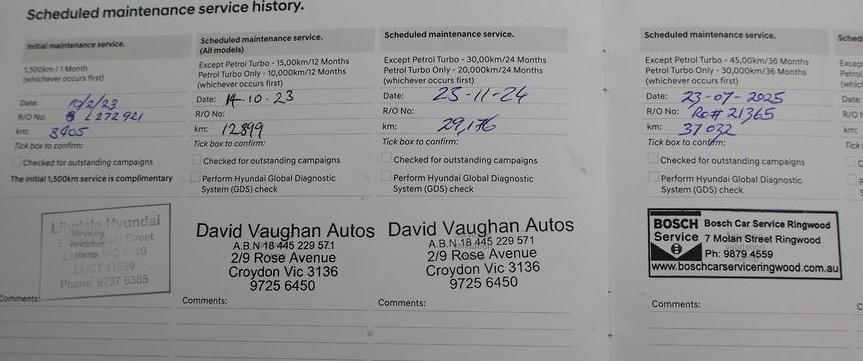 Scheduled maintenance service history.
Initial maintenance service.
1,500km / 1 Month
(whichever occurs first)
Date: 10/2/23
R/O No:
km: 3405
Tick box to confirm:
Checked for outstanding campaigns
The initial 1,500km service is complimentary
Hyundai
Street
Phone: 9737 6385
Comments:
Scheduled maintenance service.
(All models)
Except Petrol Turbo - 15,00km/12 Months
Petrol Turbo Only - 10,000km/12 Months
(whichever occurs first)
Date: 14-10-23
R/O No:
km: 12899
Tick box to confirm:
Checked for outstanding campaigns
Perform Hyundai Global Diagnostic
System (GDS) check
David Vaughan Autos
A.B.N 18 445 229 571
2/9 Rose Avenue
Croydon Vic 3136
9725 6450
Comments:
Scheduled maintenance service.
Except Petrol Turbo - 30,00km/24 Months
Petrol Turbo Only - 20,000km/24 Months
(whichever occurs first)
Date: 25-11-24
R/O No:
km: 29,176
Tick box to confirm:
Checked for outstanding campaigns
Perform Hyundai Global Diagnostic
System (GDS) check
David Vaughan Autos
A.B.N 18 445 229 571
2/9 Rose Avenue
Croydon Vic 3136
9725 6450
Comments:
Scheduled maintenance service.
Except Petrol Turbo - 45,00km/36 Months
Petrol Turbo Only - 30,000km/36 Months
(whichever occurs first)
Date: 23-07-2025
R/O No: Ro# 21365
km: 37022
Tick box to confirm:
Checked for outstanding campaigns
Perform Hyundai Global Diagnostic
System (GDS) check
BOSCH
Service
Bosch Car Service Ringwood
7 Molan Street Ringwood
Ph: 9879 4559
www.boschcarserviceringwood.com.au
Comments: